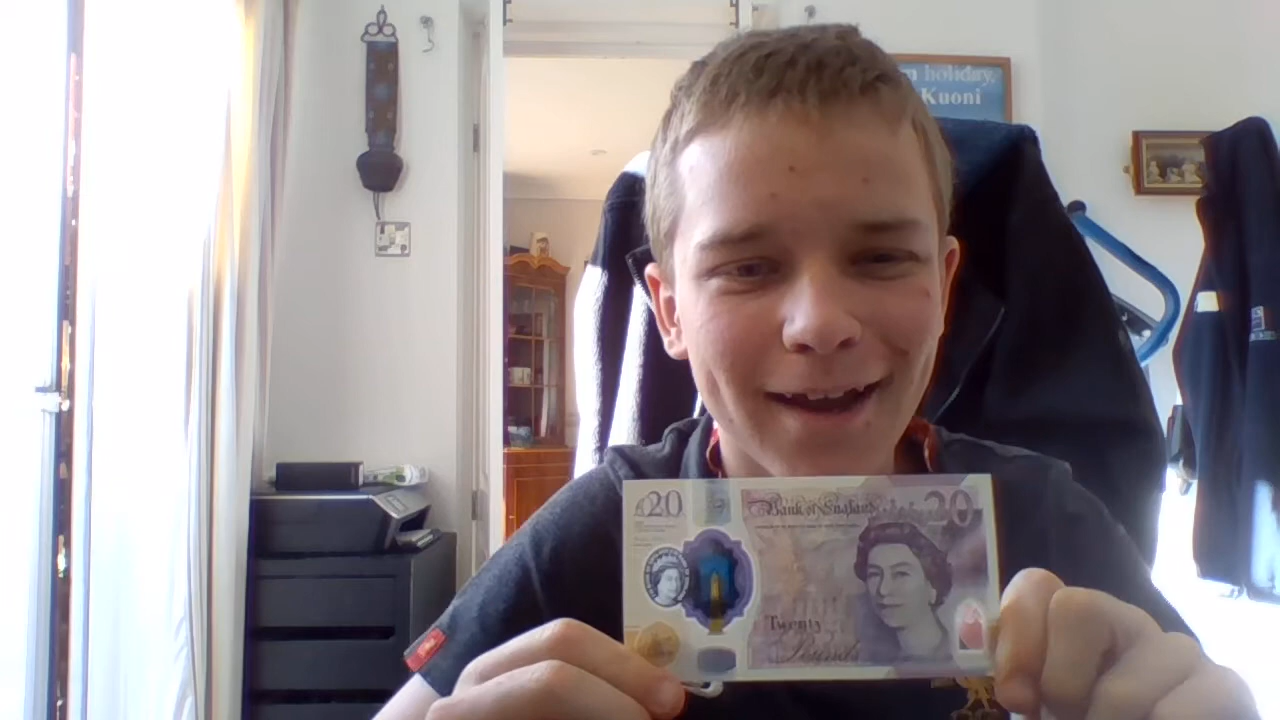 n holiday,
Kuoni
£20
Bank of England
20
Twenty
Pounds